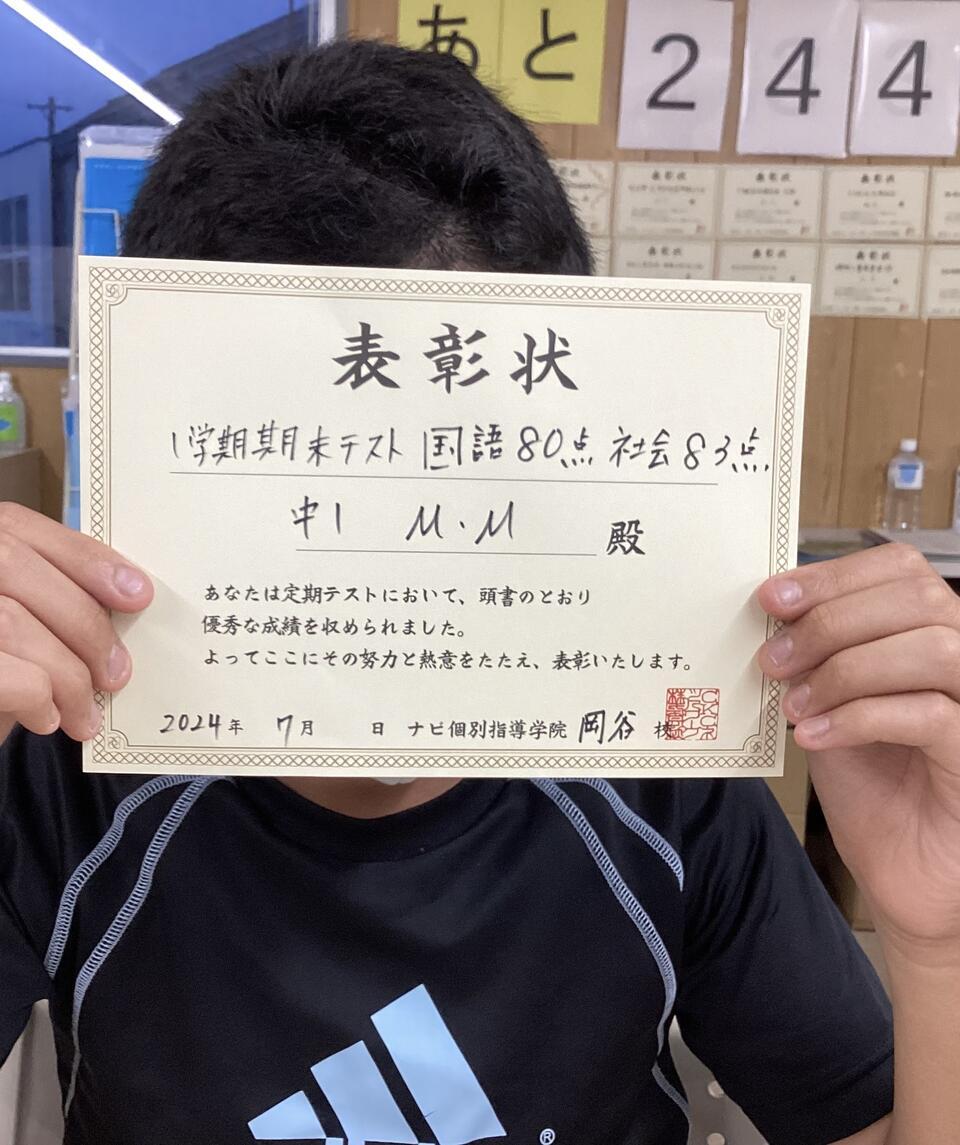 あと244
表彰状
1学期期末テスト 国語80点 社会83点.
中1 M.M 殿
あなたは定期テストにおいて、頭書のとおり
優秀な成績を収められました。
よってここにその努力と熱意をたたえ、表彰いたします。
2024年 7月 日 ナビ個別指導学院 岡谷 校
®